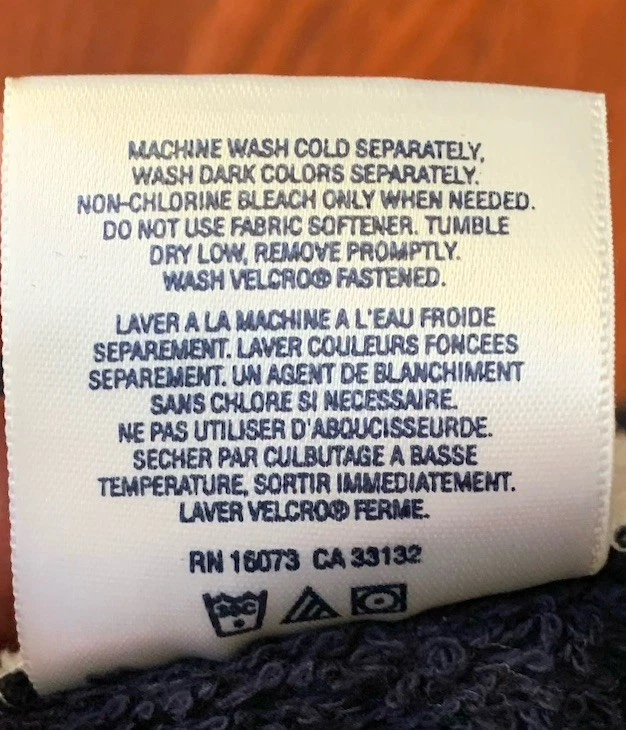 MACHINE WASH COLD SEPARATELY,
WASH DARK COLORS SEPARATELY.
NON-CHLORINE BLEACH ONLY WHEN NEEDED.
DO NOT USE FABRIC SOFTENER. TUMBLE
DRY LOW, REMOVE PROMPTLY.
WASH VELCRO® FASTENED.
LAVER A LA MACHINE A L'EAU FROIDE
SEPAREMENT. LAVER COULEURS FONCEES
SEPAREMENT. UN AGENT DE BLANCHIMENT
SANS CHLORE SI NECESSAIRE.
NE PAS UTILISER D'ABOUCISSEURDE.
SECHER PAR CULBUTAGE A BASSE
TEMPERATURE, SORTIR IMMEDIATEMENT.
LAVER VELCRO® FERME.
RN 16073 CA 33132